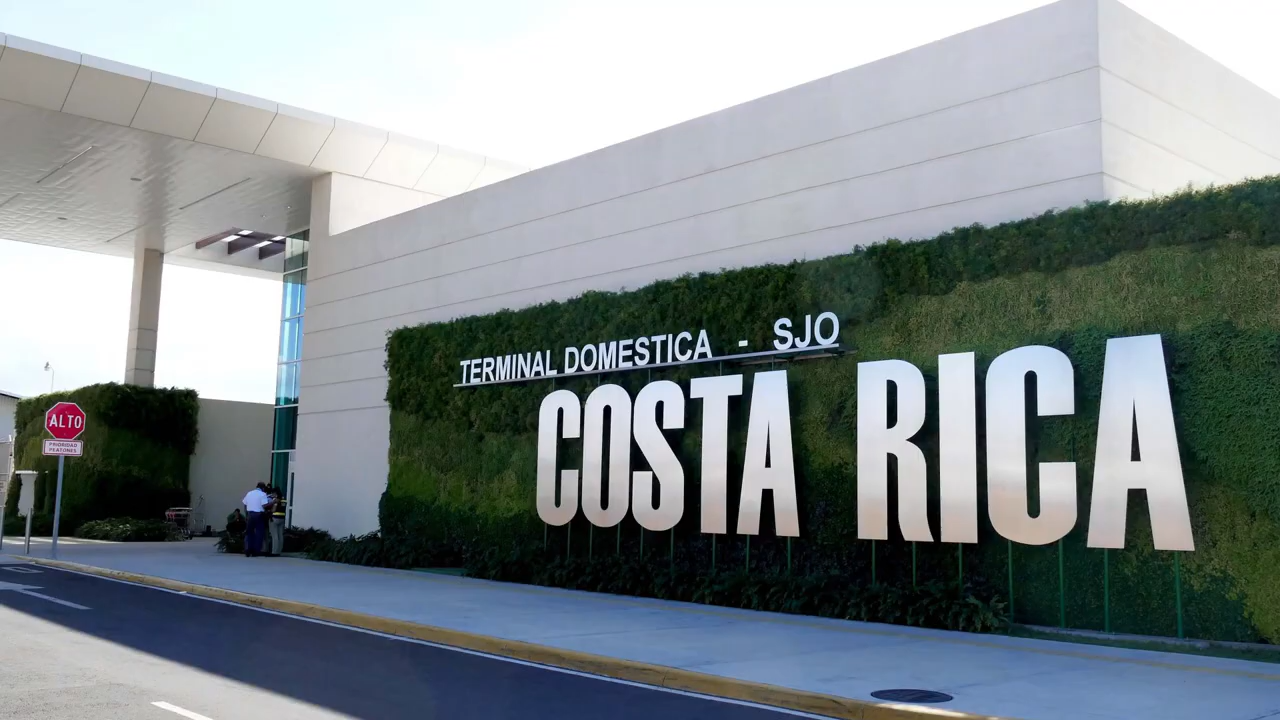 TERMINAL DOMESTICA - SJO
COSTA RICA
ALTO
PRIORIDAD
PEATONES